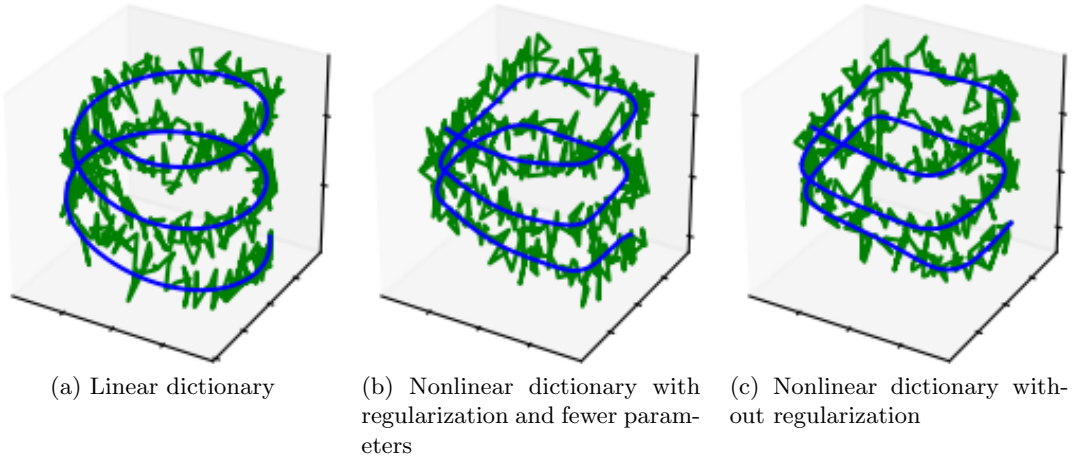 (a) Linear dictionary
(b) Nonlinear dictionary with
regularization and fewer param-
eters
(c) Nonlinear dictionary with-
out regularization